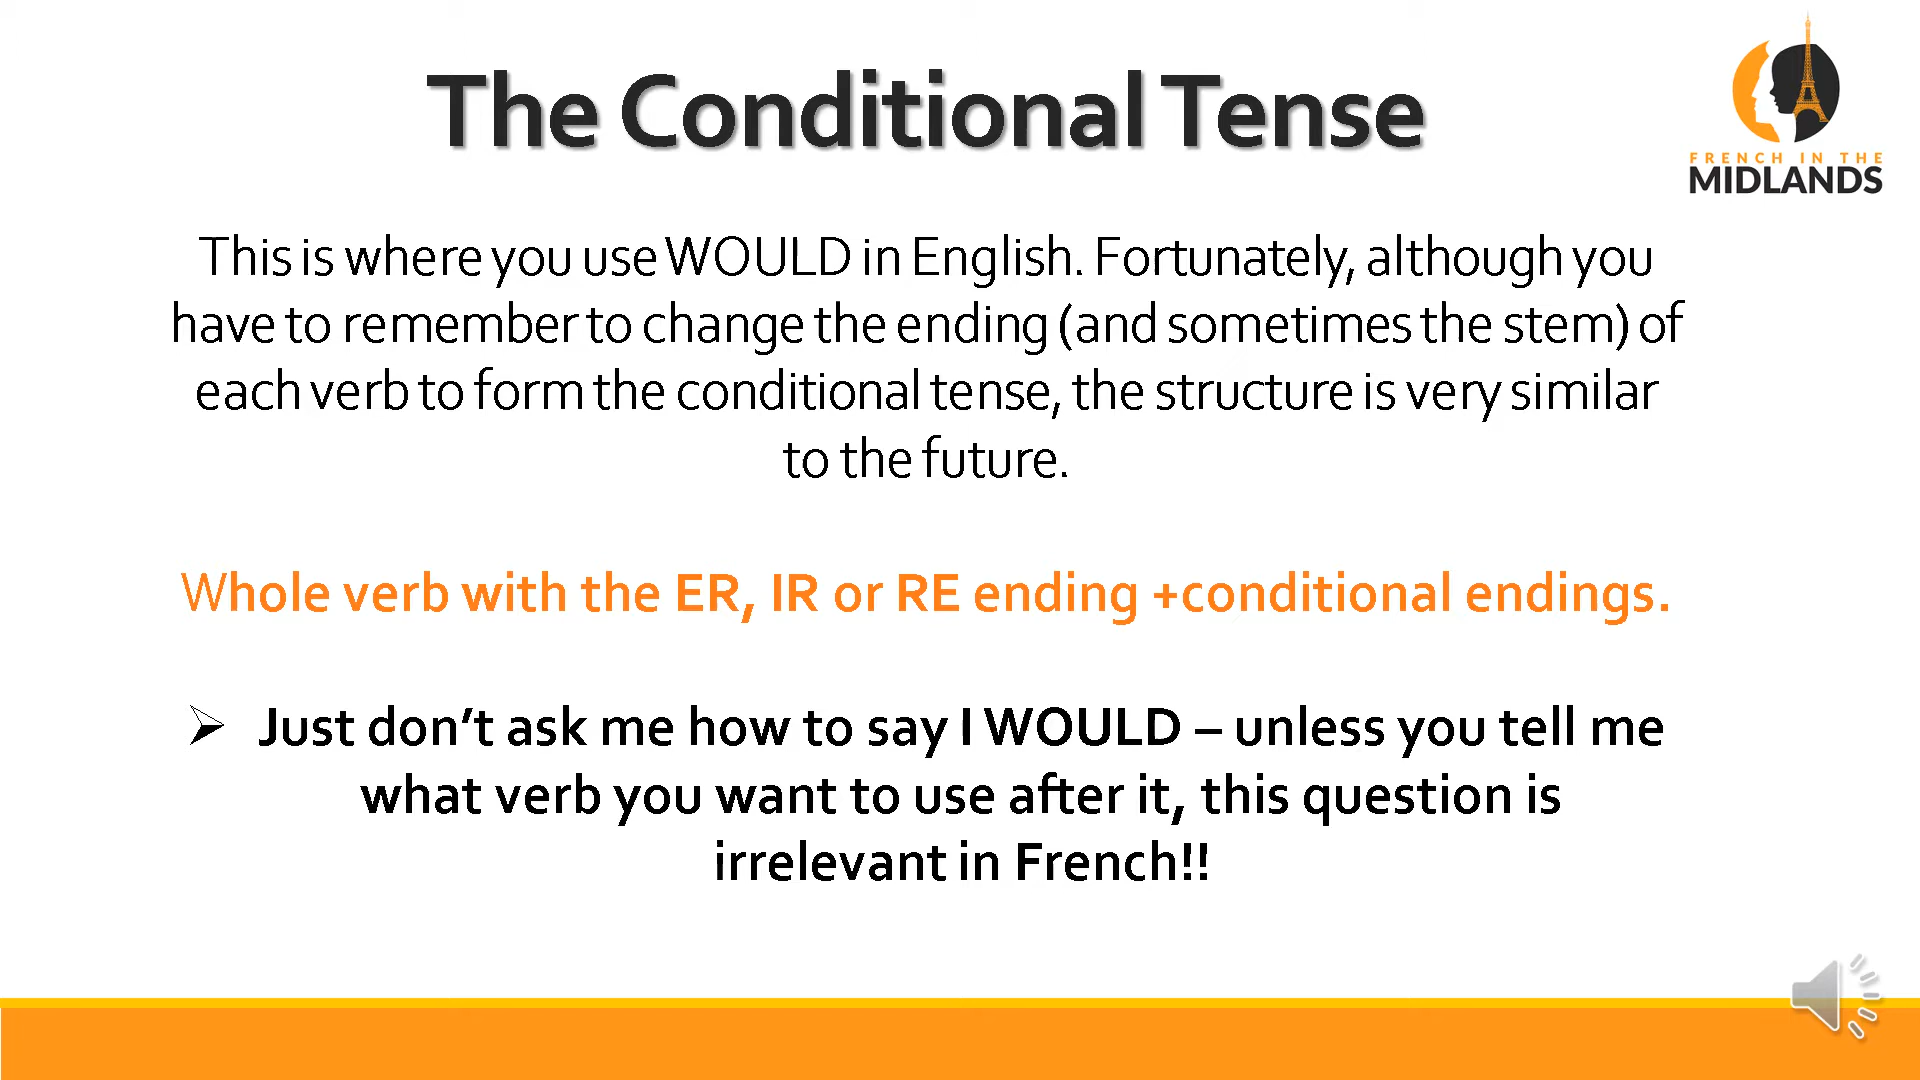 The Conditional Tense
FRENCH IN THE
MIDLANDS
This is where you use WOULD in English. Fortunately, although you
have to remember to change the ending (and sometimes the stem) of
each verb to form the conditional tense, the structure is very similar
to the future.
Whole verb with the ER, IR or RE ending +conditional endings.
➢ Just don’t ask me how to say I WOULD – unless you tell me
what verb you want to use after it, this question is
irrelevant in French!!